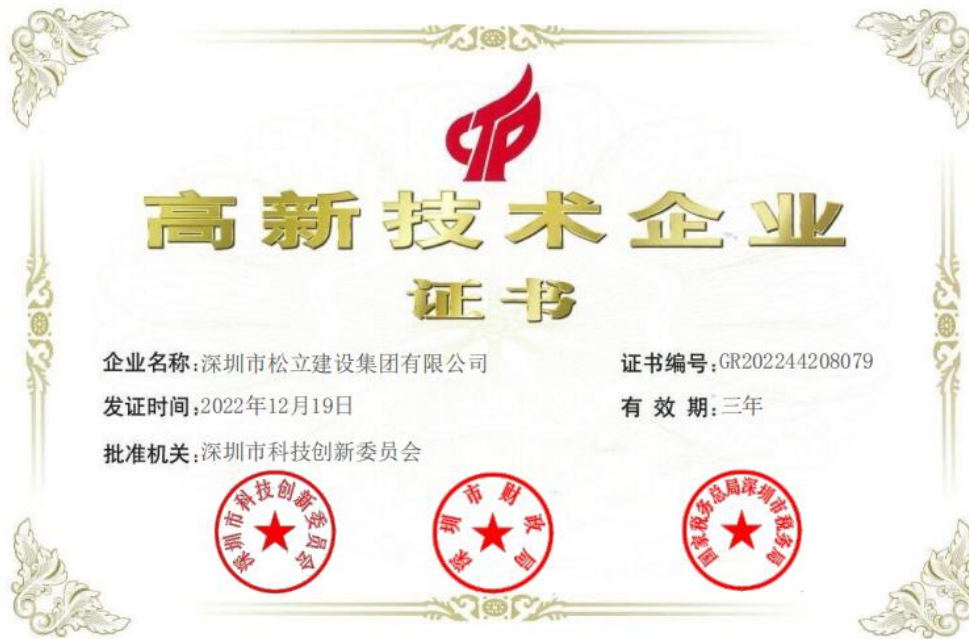 CTP
高新技术企业
证书
企业名称:深圳市松立建设集团有限公司
证书编号:GR202244208079
发证时间:2022年12月19日
有效期:三年
批准机关:深圳市科技创新委员会
深圳市科技创新委员会
深圳市财政局
国家税务总局深圳市税务局